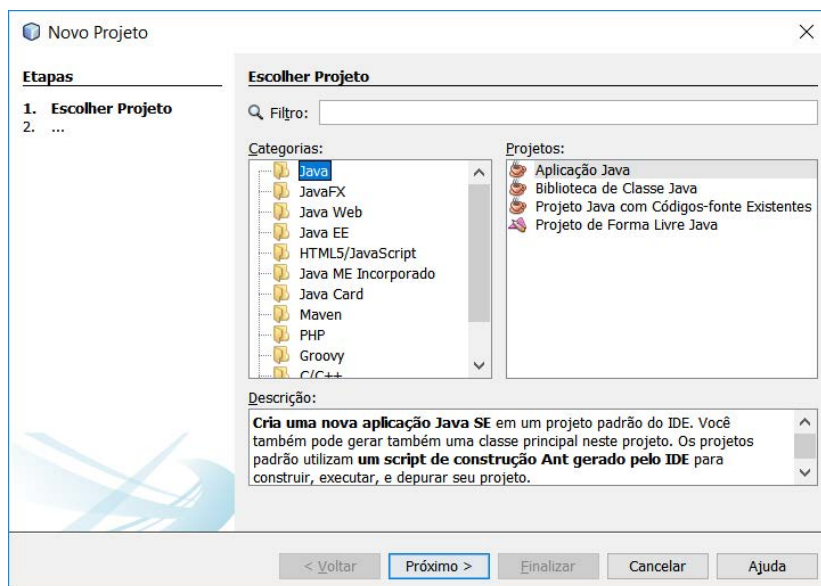 Novo Projeto
Etapas
1. Escolher Projeto
2. ...
Escolher Projeto
Filtro:
Categorias:
Java
JavaFX
Java Web
Java EE
HTML5/JavaScript
Java ME Incorporado
Java Card
Maven
PHP
Groovy
C/C++
Projetos:
Aplicação Java
Biblioteca de Classe Java
Projeto Java com Códigos-fonte Existentes
Projeto de Forma Livre Java
Descrição:
Cria uma nova aplicação Java SE em um projeto padrão do IDE. Você
também pode gerar também uma classe principal neste projeto. Os projetos
padrão utilizam um script de construção Ant gerado pelo IDE para
construir, executar, e depurar seu projeto.
< Voltar
Próximo >
Finalizar
Cancelar
Ajuda